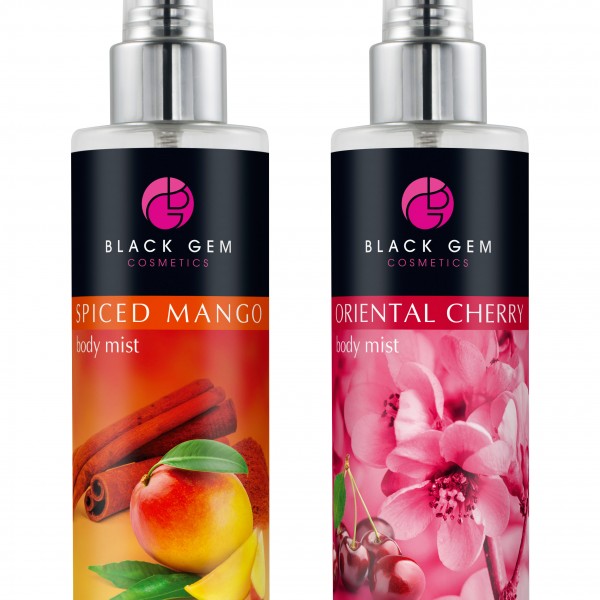 BLACK GEM
COSMETICS
SPICED MANGO
body mist
BLACK GEM
COSMETICS
ORIENTAL CHERRY
body mist